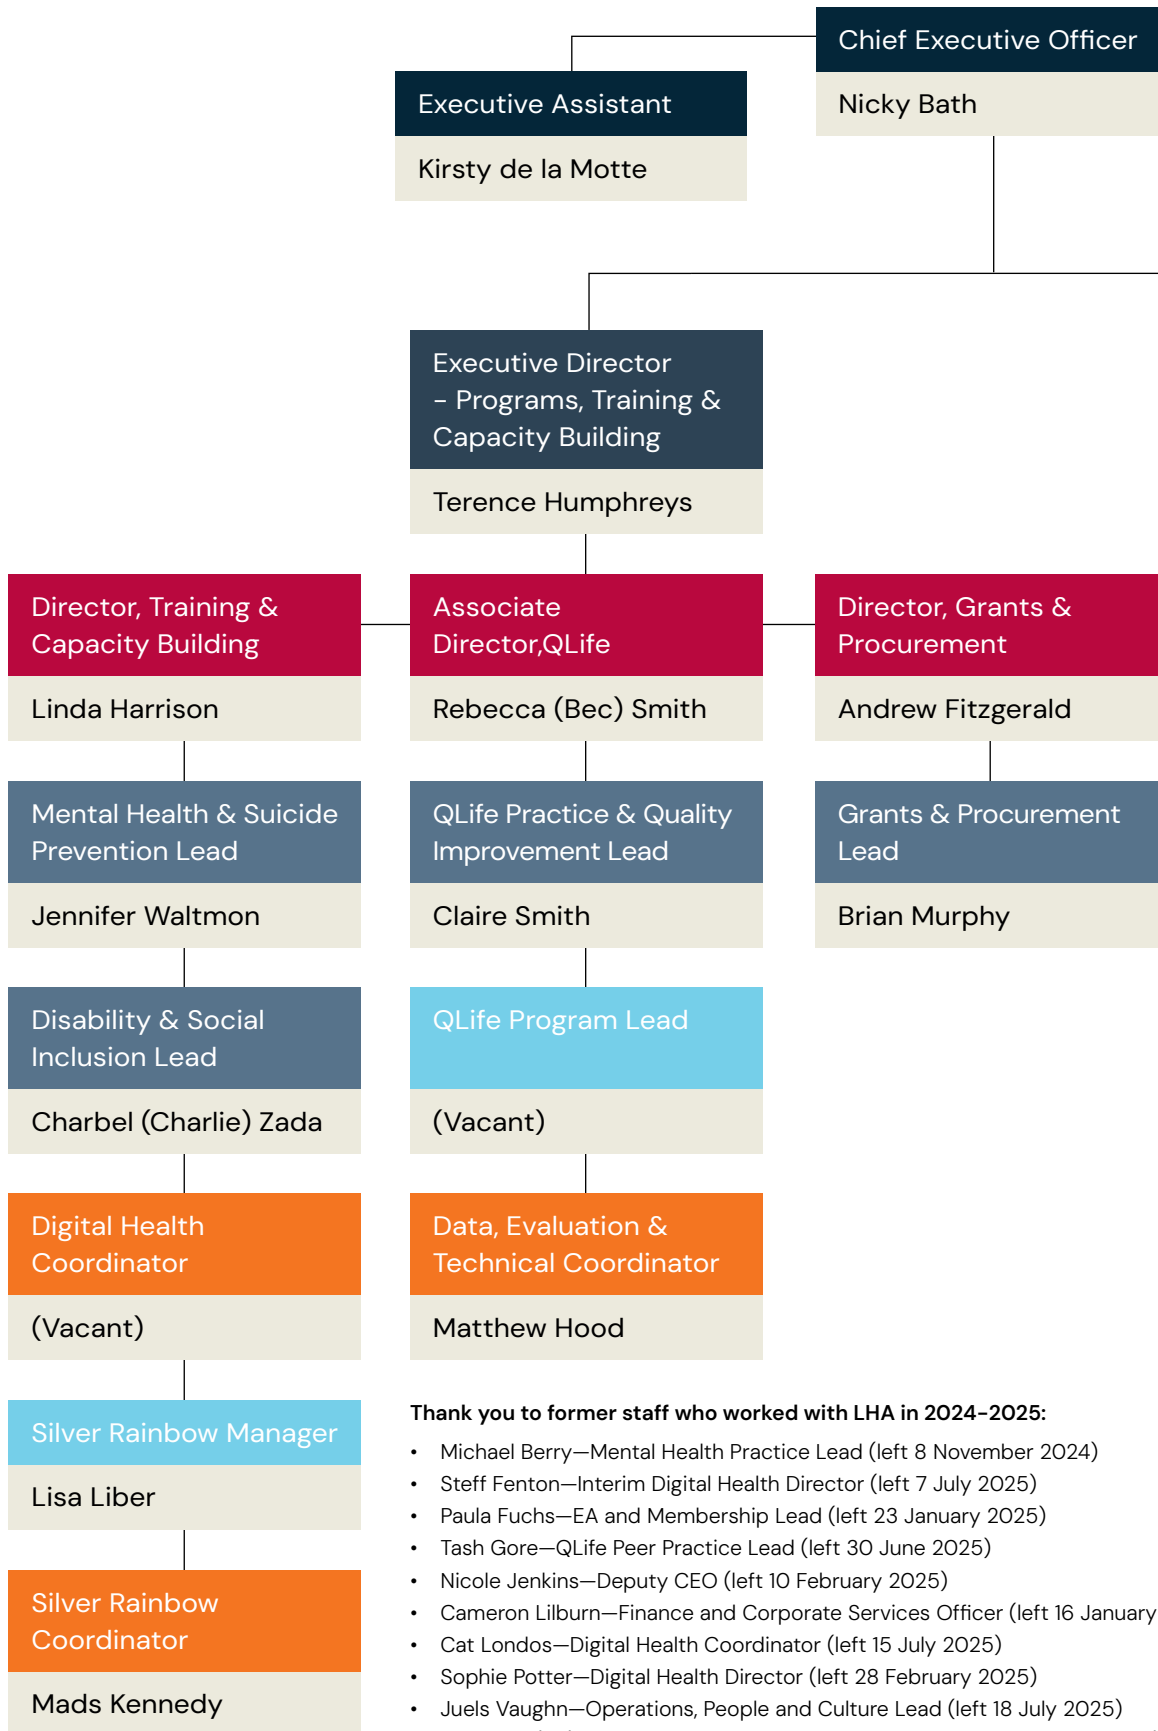 Chief Executive Officer
Nicky Bath
Executive Assistant
Kirsty de la Motte
Executive Director
- Programs, Training &
Capacity Building
Terence Humphreys
Director, Training &
Capacity Building
Linda Harrison
Mental Health & Suicide
Prevention Lead
Jennifer Waltmon
Disability & Social
Inclusion Lead
Charbel (Charlie) Zada
Digital Health
Coordinator
(Vacant)
Silver Rainbow Manager
Lisa Liber
Silver Rainbow
Coordinator
Mads Kennedy
Associate
Director,QLife
Rebecca (Bec) Smith
QLife Practice & Quality
Improvement Lead
Claire Smith
QLife Program Lead
(Vacant)
Data, Evaluation &
Technical Coordinator
Matthew Hood
Director, Grants &
Procurement
Andrew Fitzgerald
Grants & Procurement
Lead
Brian Murphy
Thank you to former staff who worked with LHA in 2024-2025:
• Michael Berry—Mental Health Practice Lead (left 8 November 2024)
• Steff Fenton—Interim Digital Health Director (left 7 July 2025)
• Paula Fuchs—EA and Membership Lead (left 23 January 2025)
• Tash Gore—QLife Peer Practice Lead (left 30 June 2025)
• Nicole Jenkins—Deputy CEO (left 10 February 2025)
• Cameron Lilburn—Finance and Corporate Services Officer (left 16 January
• Cat Londos—Digital Health Coordinator (left 15 July 2025)
• Sophie Potter—Digital Health Director (left 28 February 2025)
• Juels Vaughn—Operations, People and Culture Lead (left 18 July 2025)